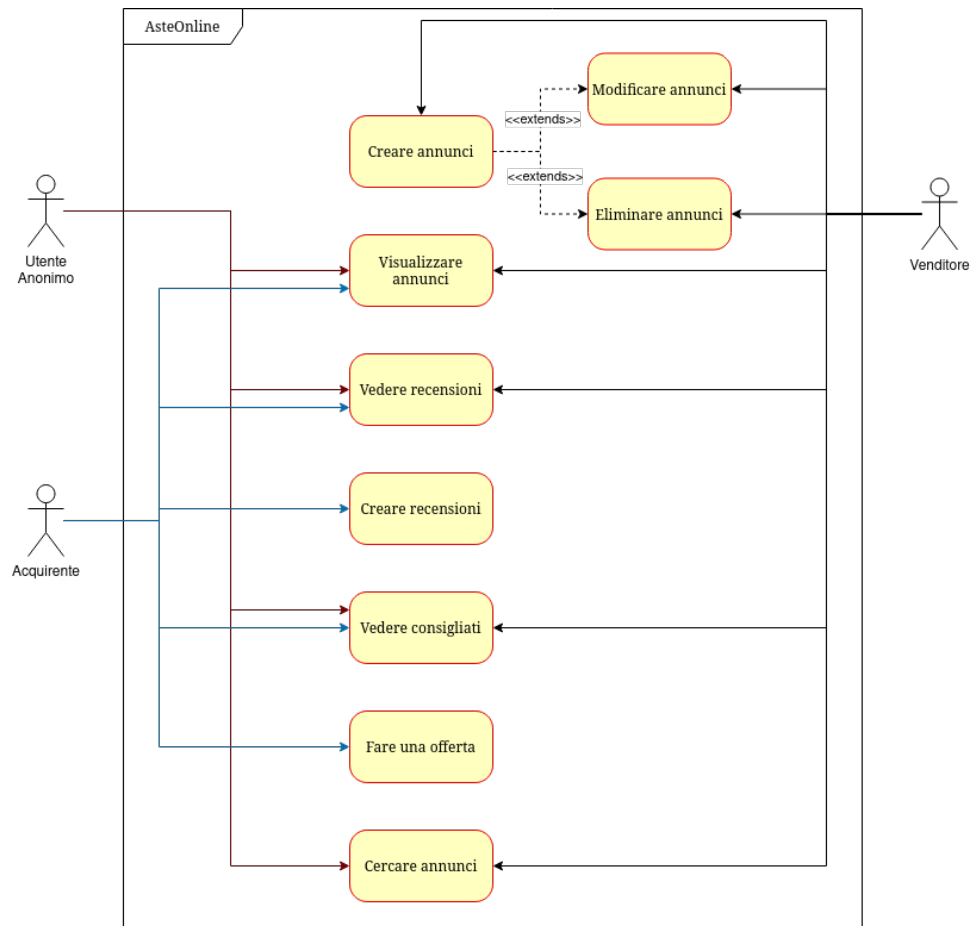 AsteOnline
Modificare annunci
<<extends>>
Creare annunci
<<extends>>
Eliminare annunci
Utente
Anonimo
Venditore
Visualizzare
annunci
Vedere recensioni
Creare recensioni
Acquirente
Vedere consigliati
Fare una offerta
Cercare annunci